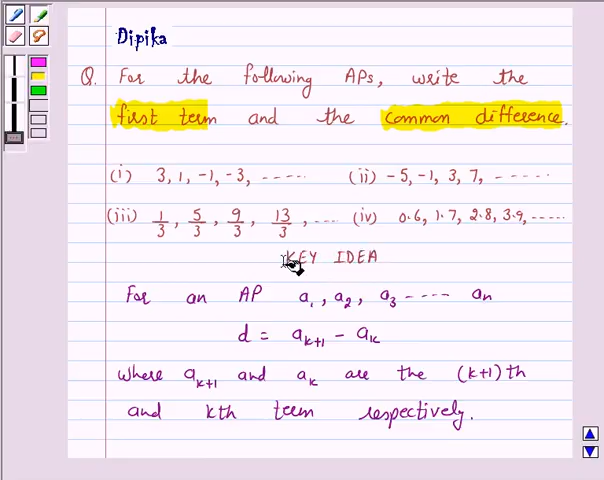 Dipika
Q. For the following APs, write the
first term and the common difference.
(i) 3, 1, -1, -3, ----- (ii) -5, -1, 3, 7, -------
(iii) 1/3, 5/3, 9/3, 13/3, ---- (iv) 0.6, 1.7, 2.8, 3.9, -----
KEY IDEA
For an AP a₁, a₂, a₃ ---- aₙ
d = aₖ₊₁ - aₖ
where aₖ₊₁ and aₖ are the (k+1)th
and kth term respectively.